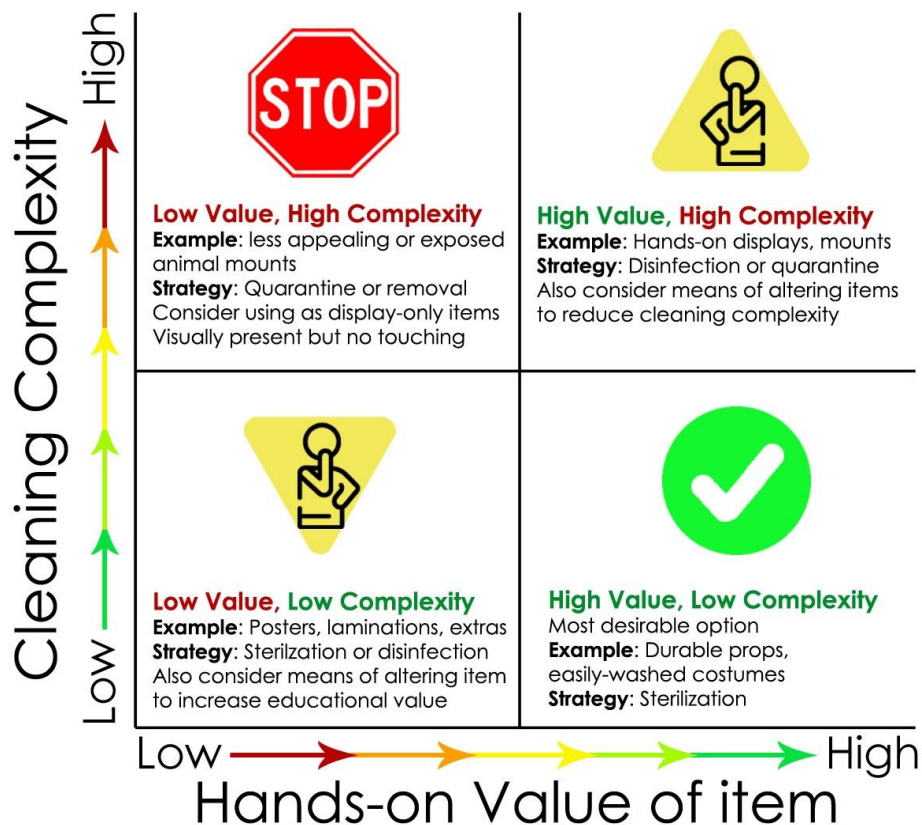 Cleaning Complexity
High
Low
STOP
Low Value, High Complexity
Example: less appealing or exposed
animal mounts
Strategy: Quarantine or removal
Consider using as display-only items
Visually present but no touching
High Value, High Complexity
Example: Hands-on displays, mounts
Strategy: Disinfection or quarantine
Also consider means of altering items
to reduce cleaning complexity
Low Value, Low Complexity
Example: Posters, laminations, extras
Strategy: Sterilzation or disinfection
Also consider means of altering item
to increase educational value
High Value, Low Complexity
Most desirable option
Example: Durable props,
easily-washed costumes
Strategy: Sterilization
Low
High
Hands-on Value of item